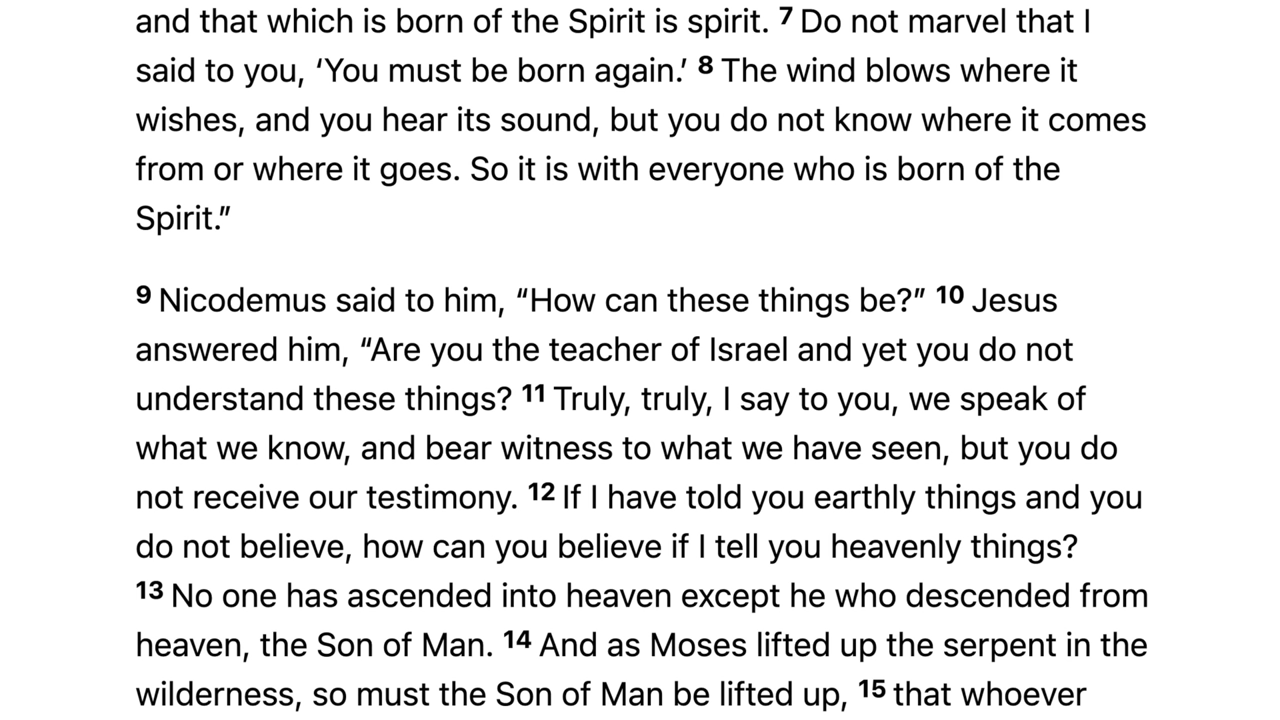 and that which is born of the Spirit is spirit. 7 Do not marvel that I
said to you, ‘You must be born again.’ 8 The wind blows where it
wishes, and you hear its sound, but you do not know where it comes
from or where it goes. So it is with everyone who is born of the
Spirit.”
9 Nicodemus said to him, “How can these things be?” 10 Jesus
answered him, “Are you the teacher of Israel and yet you do not
understand these things? 11 Truly, truly, I say to you, we speak of
what we know, and bear witness to what we have seen, but you do
not receive our testimony. 12 If I have told you earthly things and you
do not believe, how can you believe if I tell you heavenly things?
13 No one has ascended into heaven except he who descended from
heaven, the Son of Man. 14 And as Moses lifted up the serpent in the
wilderness, so must the Son of Man be lifted up, 15 that whoever